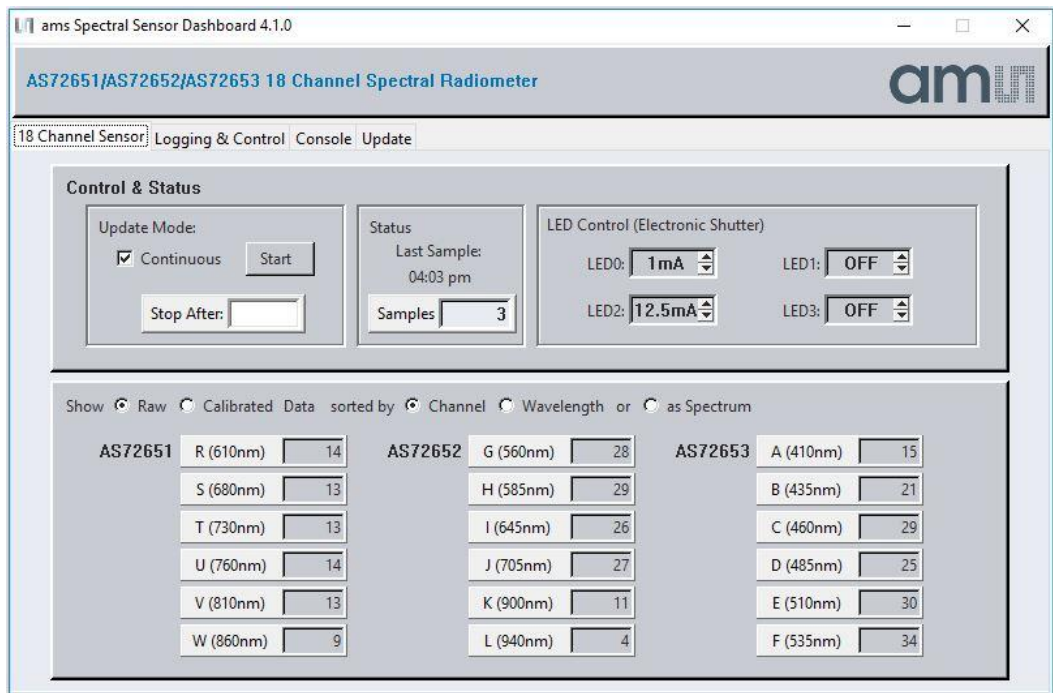 ams Spectral Sensor Dashboard 4.1.0
AS72651/AS72652/AS72653 18 Channel Spectral Radiometer
am
18 Channel Sensor Logging & Control Console Update
Control & Status
Update Mode:
Continuous Start
Stop After:
Status
Last Sample:
04:03 pm
Samples 3
LED Control (Electronic Shutter)
LED0: 1mA LED1: OFF
LED2: 12.5mA LED3: OFF
Show Raw Calibrated Data sorted by Channel Wavelength or as Spectrum
AS72651 R (610nm) 14 AS72652 G (560nm) 28 AS72653 A (410nm) 15
S (680nm) 13 H (585nm) 29 B (435nm) 21
T (730nm) 13 I (645nm) 26 C (460nm) 29
U (760nm) 14 J (705nm) 27 D (485nm) 25
V (810nm) 13 K (900nm) 11 E (510nm) 30
W (860nm) 9 L (940nm) 4 F (535nm) 34